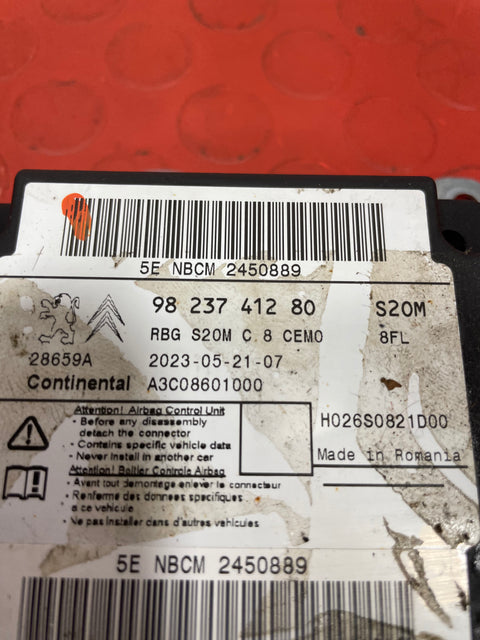 5E NBCM 2450889
98 237 412 80 S20M
RBG S20M C.8 CEMO 8FL
28659A 2023-05-21-07
Continental A3C08601000
Attention! Airbag Control Unit
- Before any disassembly
detach the connector
- Contains specific vehicle data
- Never install in another car
H026S0821D00
Made in Romania
Attention! Boîtier Contrôle Airbag
- Avant tout démontage enlever le connecteur
- Renferme des données spécifiques
à ce véhicule
- Ne pas installer dans d'autres véhicules
5E NBCM 2450889